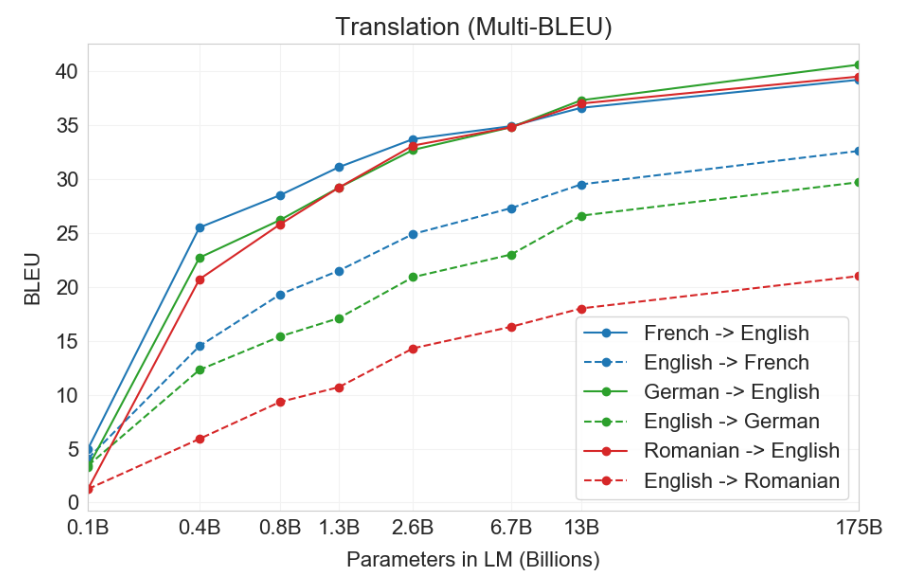 Translation (Multi-BLEU)
BLEU
40
35
30
25
20
15
10
5
0
French -> English
English -> French
German -> English
English -> German
Romanian -> English
English -> Romanian
0.1B 0.4B 0.8B 1.3B 2.6B 6.7B 13B 175B
Parameters in LM (Billions)